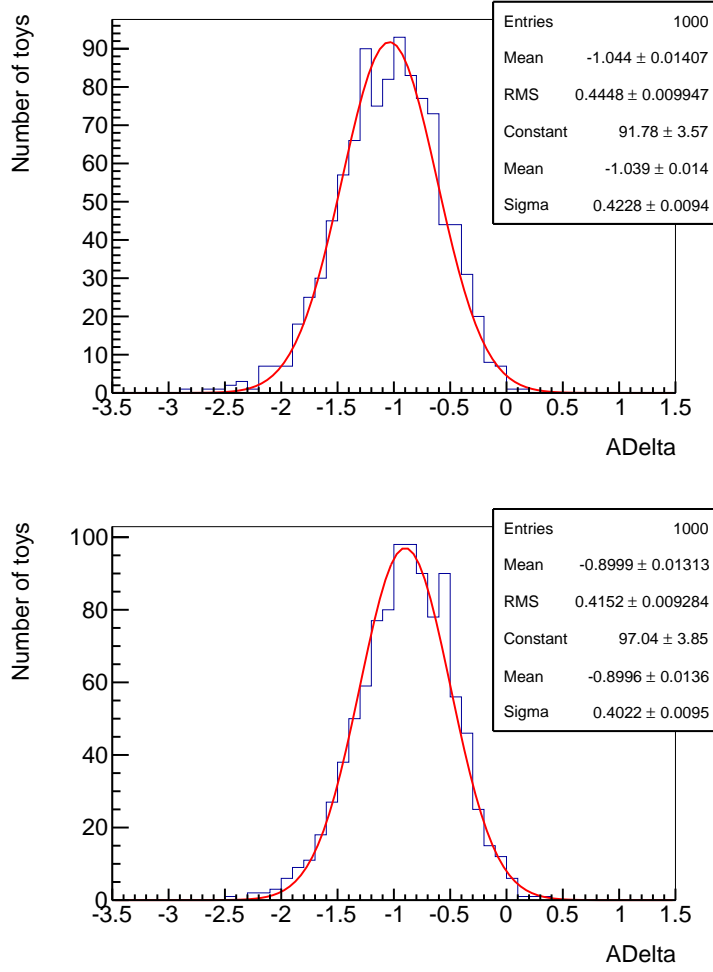 Number of toys
Entries 1000
Mean -1.044 ± 0.01407
RMS 0.4448 ± 0.009947
Constant 91.78 ± 3.57
Mean -1.039 ± 0.014
Sigma 0.4228 ± 0.0094
90
80
70
60
50
40
30
20
10
0
-3.5 -3 -2.5 -2 -1.5 -1 -0.5 0 0.5 1 1.5
ADelta
Number of toys
Entries 1000
Mean -0.8999 ± 0.01313
RMS 0.4152 ± 0.009284
Constant 97.04 ± 3.85
Mean -0.8996 ± 0.0136
Sigma 0.4022 ± 0.0095
100
80
60
40
20
0
-3.5 -3 -2.5 -2 -1.5 -1 -0.5 0 0.5 1 1.5
ADelta